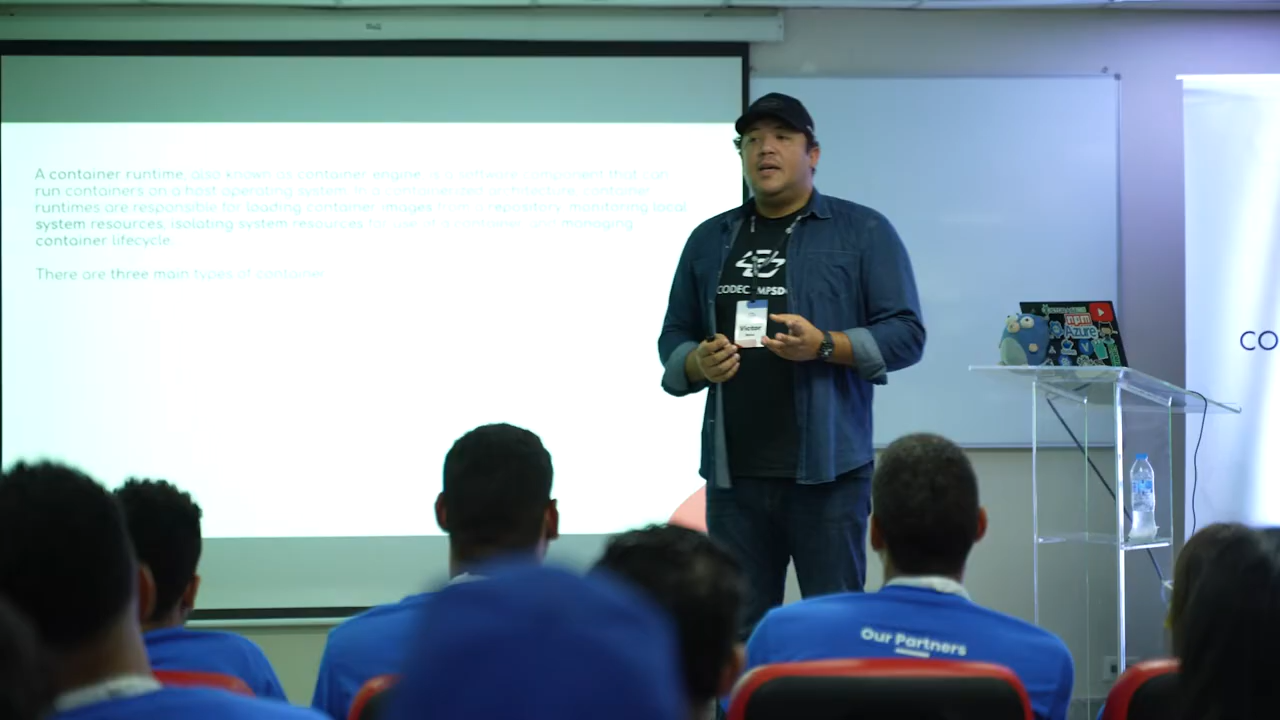 A container runtime, also known as container engine, is a software component that can
run containers on a host operating system. In a containerized architecture, container
runtimes are responsible for loading container images from a repository, monitoring local
system resources, isolating system resources for use of a container, and managing
container lifecycle.
There are three main types of container
CODEC MPSD
Victor
npm
Azure
CO
Our Partners